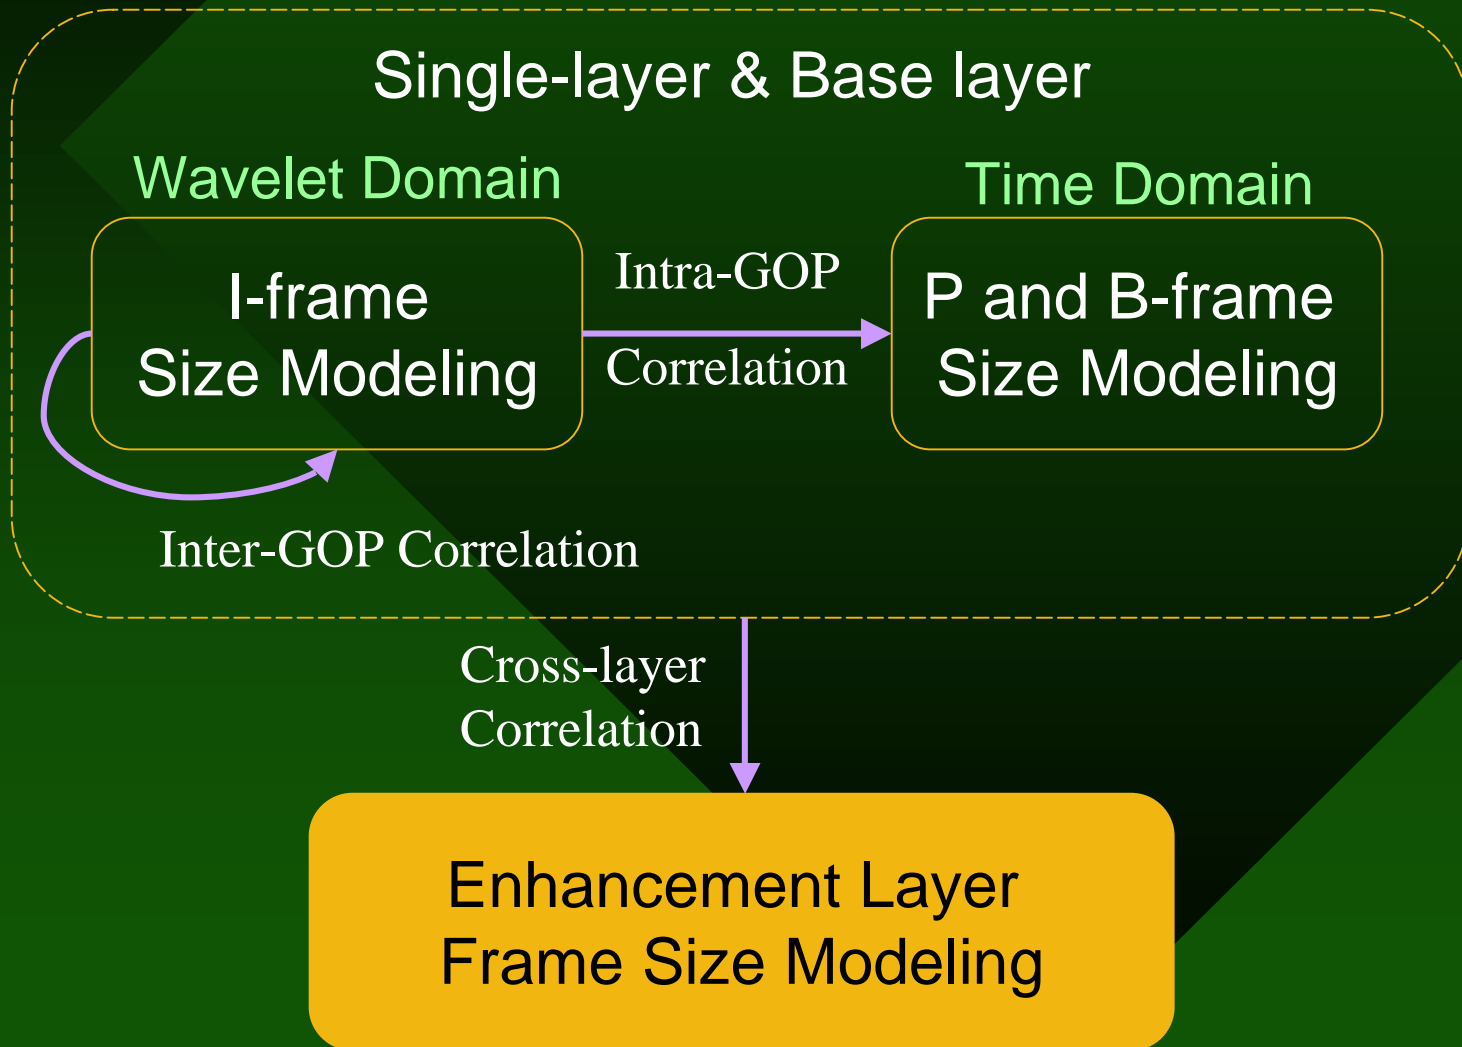 Single-layer & Base layer
Wavelet Domain
Time Domain
I-frame
Size Modeling
Intra-GOP
Correlation
P and B-frame
Size Modeling
Inter-GOP Correlation
Cross-layer
Correlation
Enhancement Layer
Frame Size Modeling